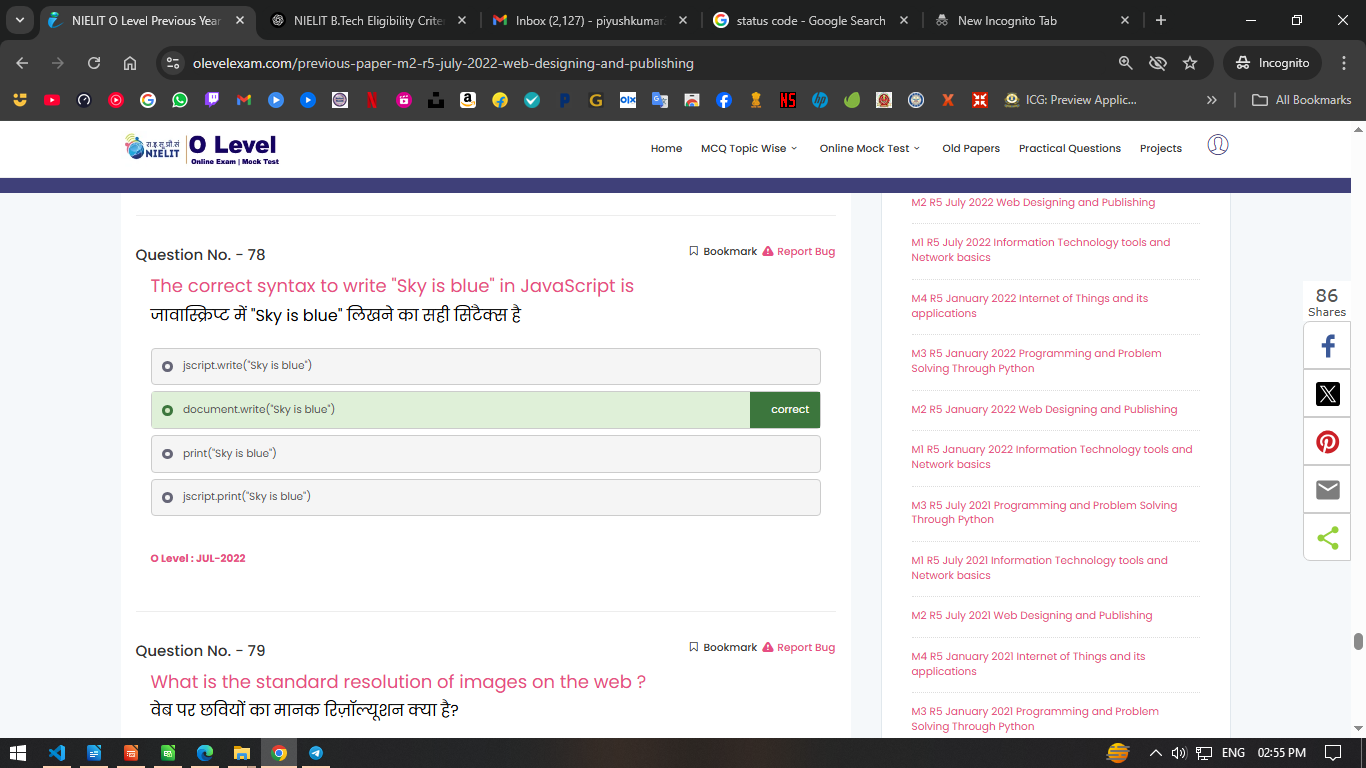 NIELIT O Level Previous Year
NIELIT B.Tech Eligibility Crite
Inbox (2,127) - piyushkumar
status code - Google Search
New Incognito Tab
olevelexam.com/previous-paper-m2-r5-july-2022-web-designing-and-publishing
Incognito
ICG: Preview Applic...
All Bookmarks
रा.इ.सू.प्रौ.सं
NIELIT
O Level
Online Exam | Mock Test
Home
MCQ Topic Wise
Online Mock Test
Old Papers
Practical Questions
Projects
Question No. - 78
Bookmark
Report Bug
The correct syntax to write "Sky is blue" in JavaScript is
जावास्क्रिप्ट में "Sky is blue" लिखने का सही सिंटैक्स है
jscript.write("Sky is blue")
document.write("Sky is blue")
correct
print("Sky is blue")
jscript.print("Sky is blue")
O Level : JUL-2022
Question No. - 79
Bookmark
Report Bug
What is the standard resolution of images on the web ?
वेब पर छवियों का मानक रिज़ॉल्यूशन क्या है?
M2 R5 July 2022 Web Designing and Publishing
M1 R5 July 2022 Information Technology tools and
Network basics
M4 R5 January 2022 Internet of Things and its
applications
M3 R5 January 2022 Programming and Problem
Solving Through Python
M2 R5 January 2022 Web Designing and Publishing
M1 R5 January 2022 Information Technology tools and
Network basics
M3 R5 July 2021 Programming and Problem Solving
Through Python
M1 R5 July 2021 Information Technology tools and
Network basics
M2 R5 July 2021 Web Designing and Publishing
M4 R5 January 2021 Internet of Things and its
applications
M3 R5 January 2021 Programming and Problem
Solving Through Python
86
Shares
ENG
02:55 PM